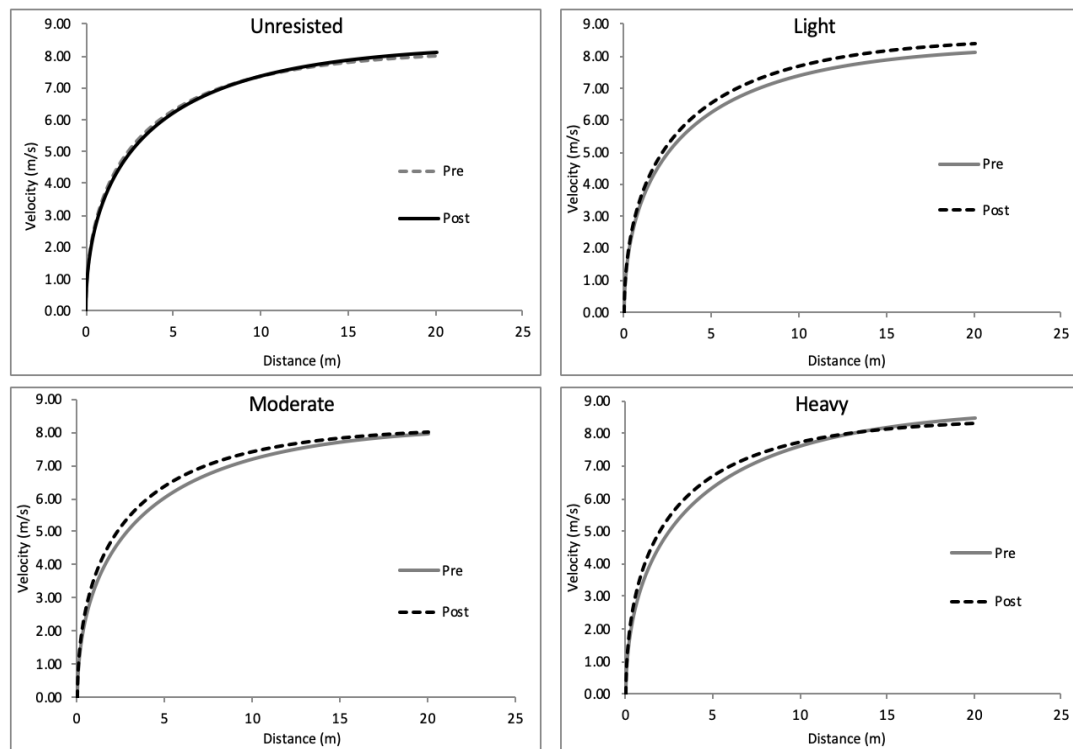 Unresisted
9.00
8.00
7.00
6.00
5.00
4.00
3.00
2.00
1.00
0.00
Velocity (m/s)
Pre
Post
0 5 10 15 20 25
Distance (m)
Light
9.00
8.00
7.00
6.00
5.00
4.00
3.00
2.00
1.00
0.00
Velocity (m/s)
Pre
Post
0 5 10 15 20 25
Distance (m)
Moderate
9.00
8.00
7.00
6.00
5.00
4.00
3.00
2.00
1.00
0.00
Velocity (m/s)
Pre
Post
0 5 10 15 20 25
Distance (m)
Heavy
9.00
8.00
7.00
6.00
5.00
4.00
3.00
2.00
1.00
0.00
Velocity (m/s)
Pre
Post
0 5 10 15 20 25
Distance (m)